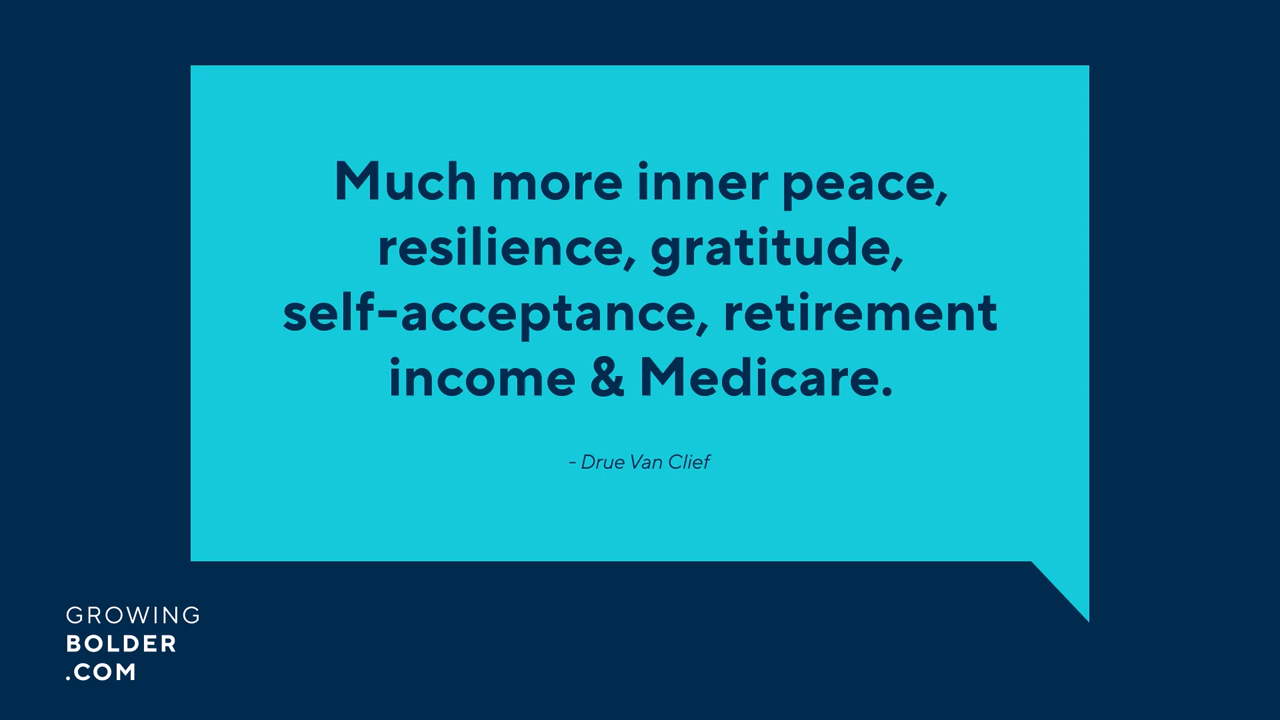 Much more inner peace,
resilience, gratitude,
self-acceptance, retirement
income & Medicare.
- Drue Van Clief
GROWING
BOLDER
.COM